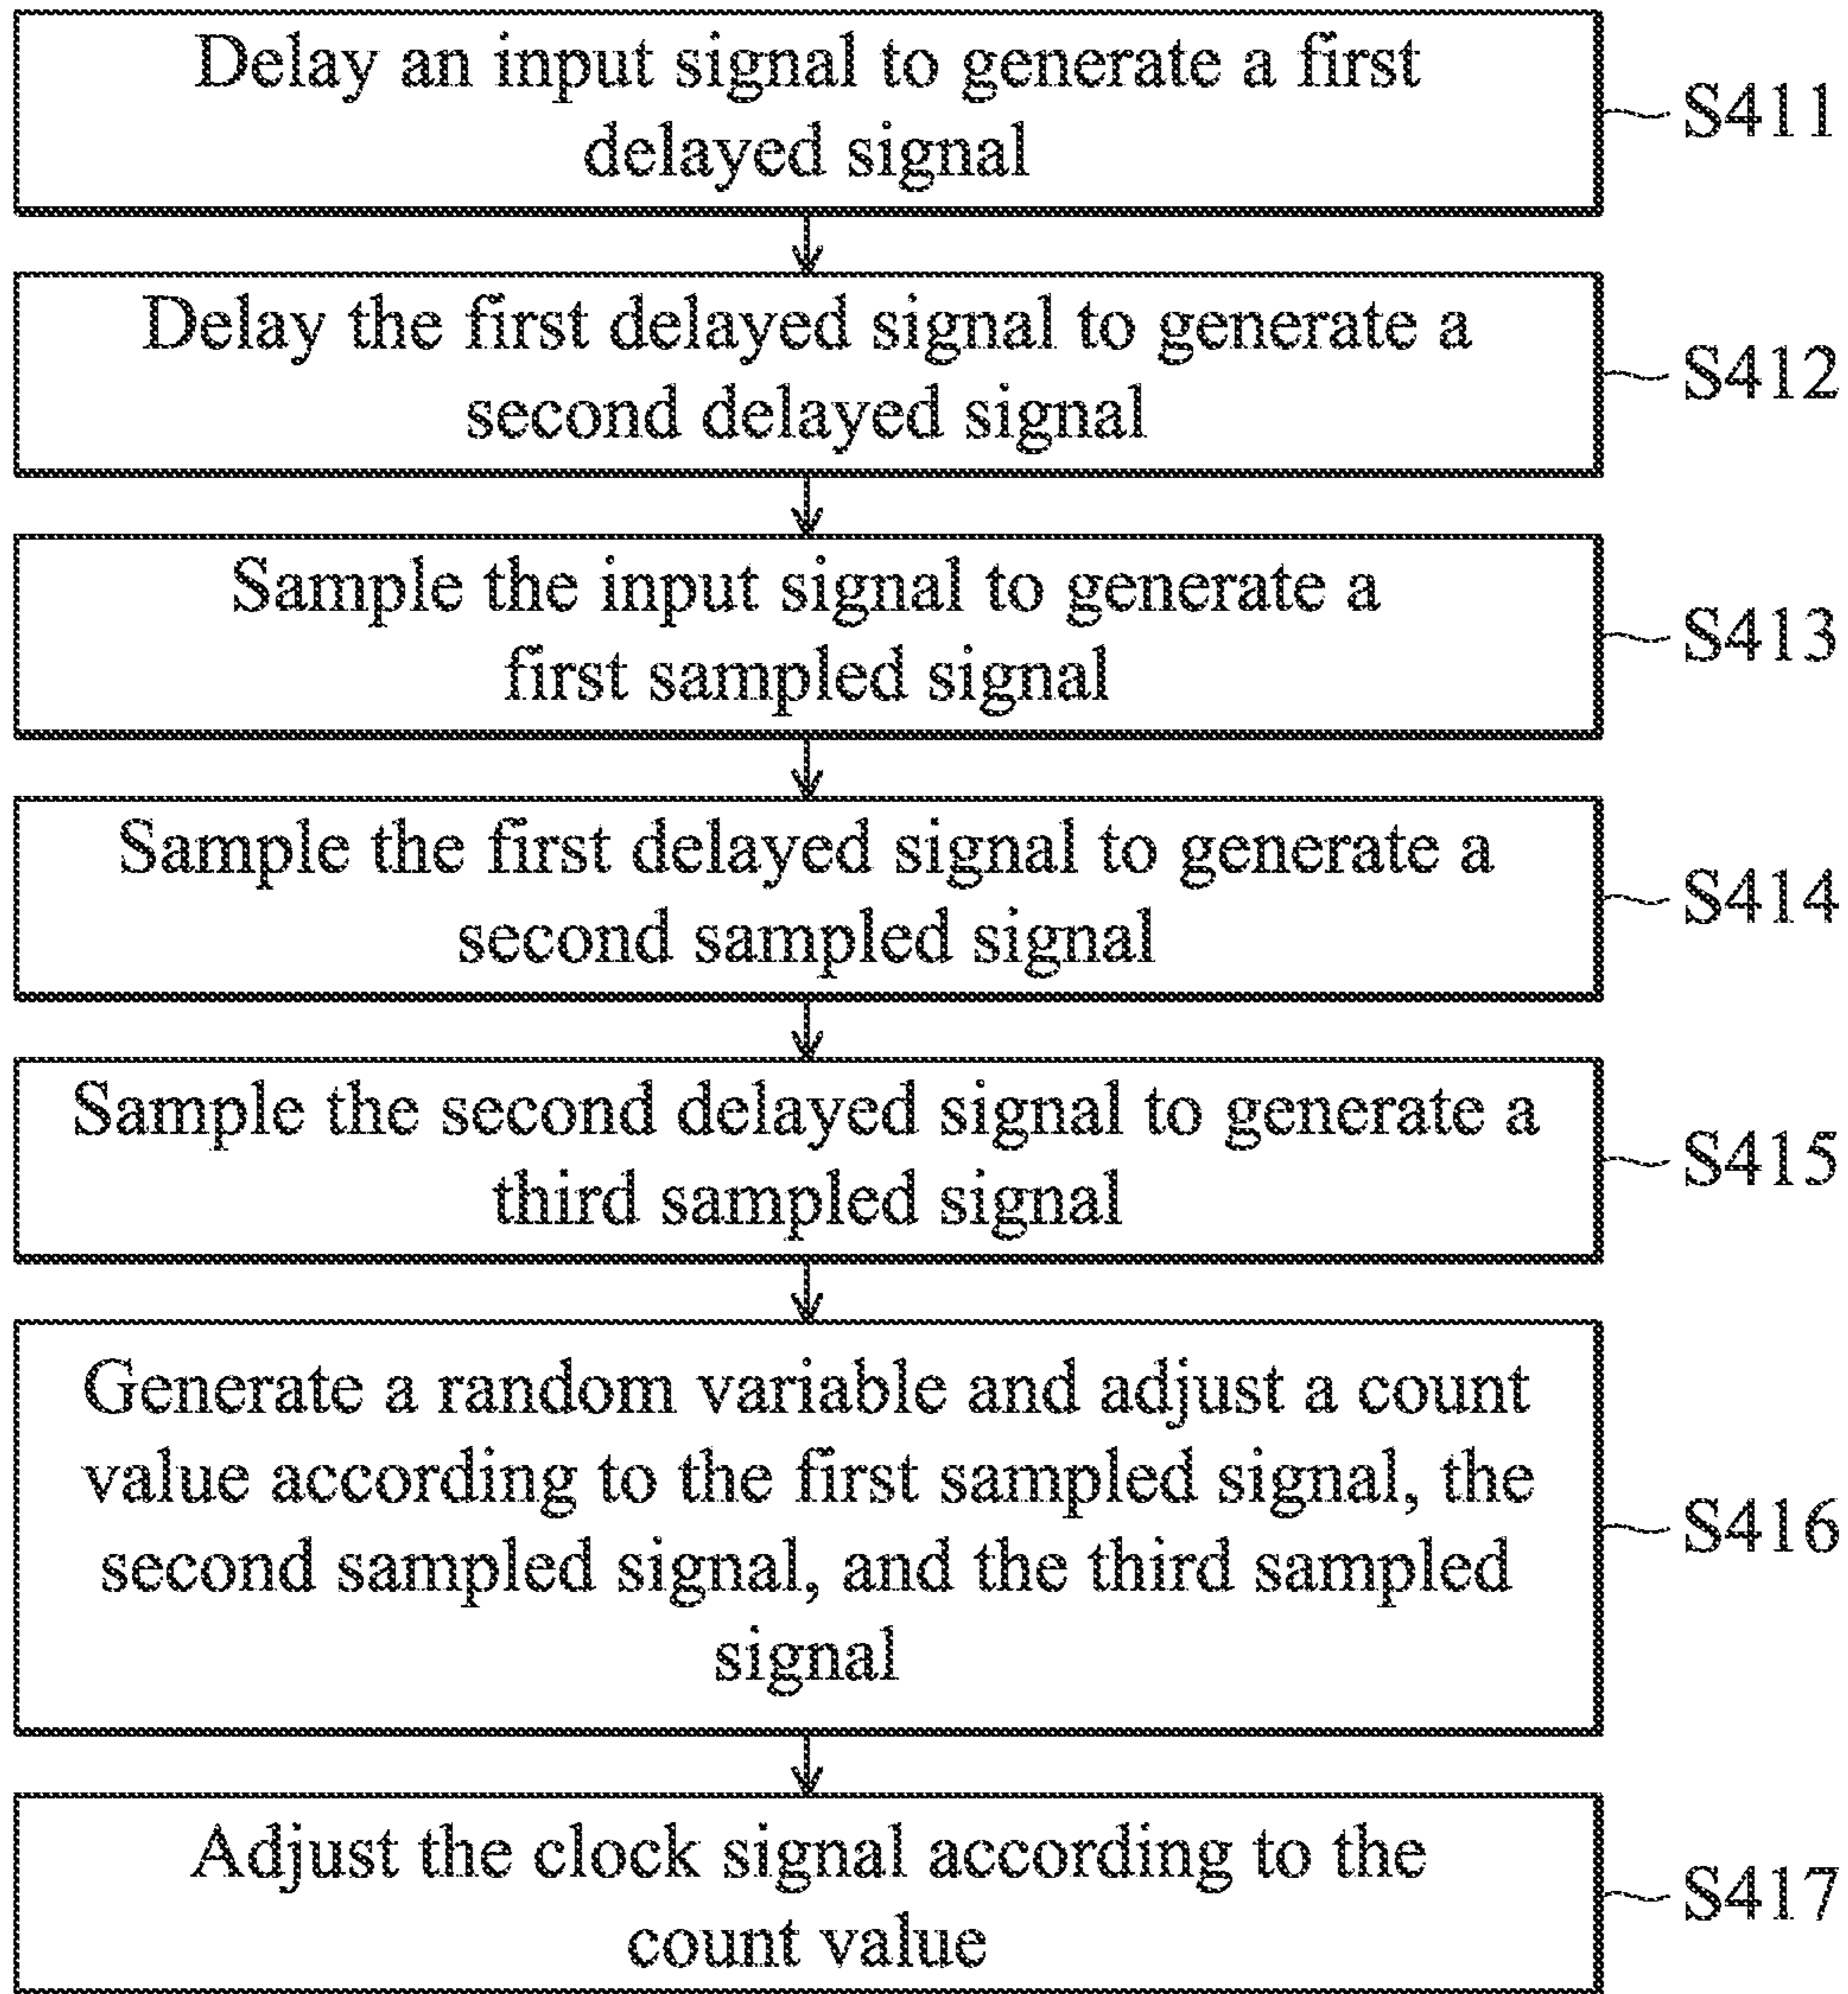 Delay an input signal to generate a first
delayed signal
S411
Delay the first delayed signal to generate a
second delayed signal
S412
Sample the input signal to generate a
first sampled signal
S413
Sample the first delayed signal to generate a
second sampled signal
S414
Sample the second delayed signal to generate a
third sampled signal
S415
Generate a random variable and adjust a count
value according to the first sampled signal, the
second sampled signal, and the third sampled
signal
S416
Adjust the clock signal according to the
count value
S417